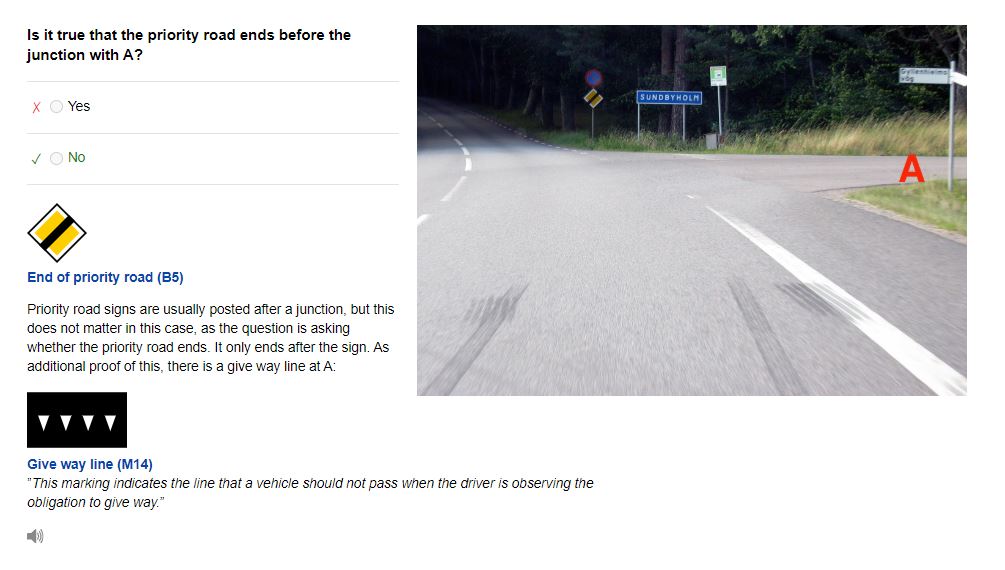 Is it true that the priority road ends before the
junction with A?
Yes
No
End of priority road (B5)
Priority road signs are usually posted after a junction, but this
does not matter in this case, as the question is asking
whether the priority road ends. It only ends after the sign. As
additional proof of this, there is a give way line at A:
Give way line (M14)
"This marking indicates the line that a vehicle should not pass when the driver is observing the
obligation to give way."
SUNDBYHOLM
Gyllenhielms
väg
A